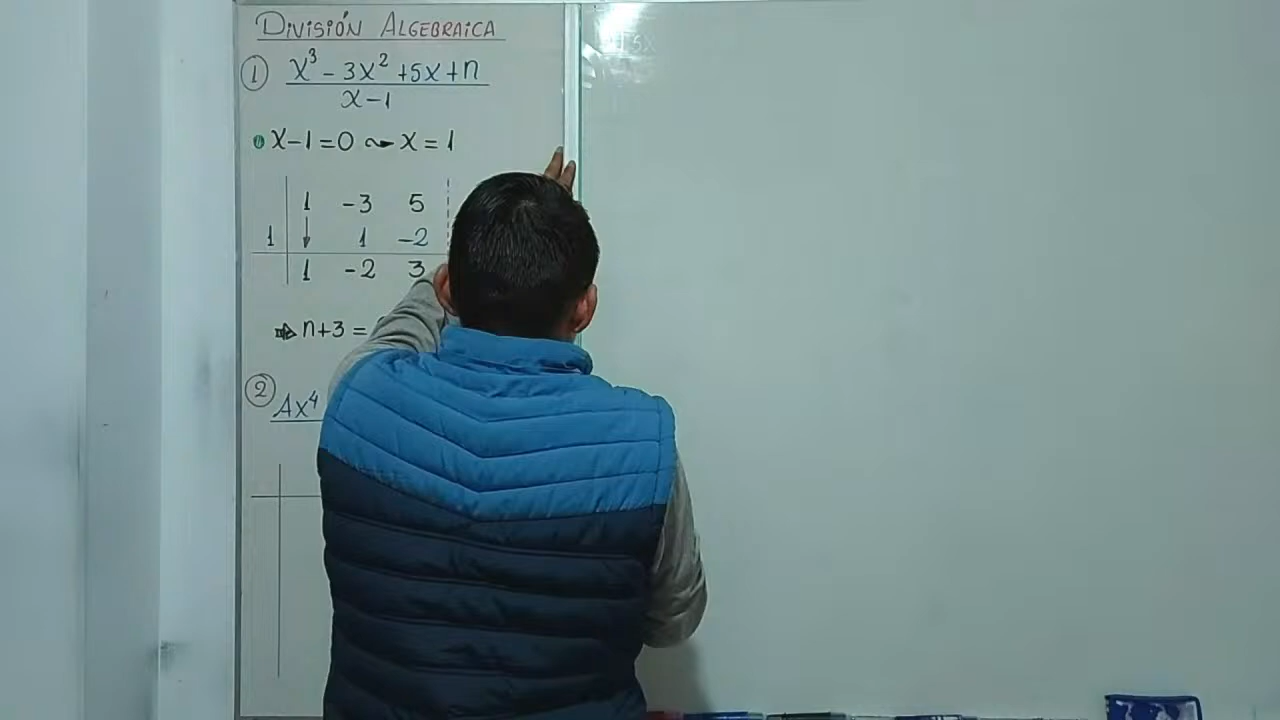 DIVISIÓN ALGEBRAICA
1 x³ - 3x² + 5x + n
x - 1
x - 1 = 0 ⇝ x = 1
1 -3 5
1 1 -2
1 -2 3
⇒ n + 3 =
2 Ax⁴